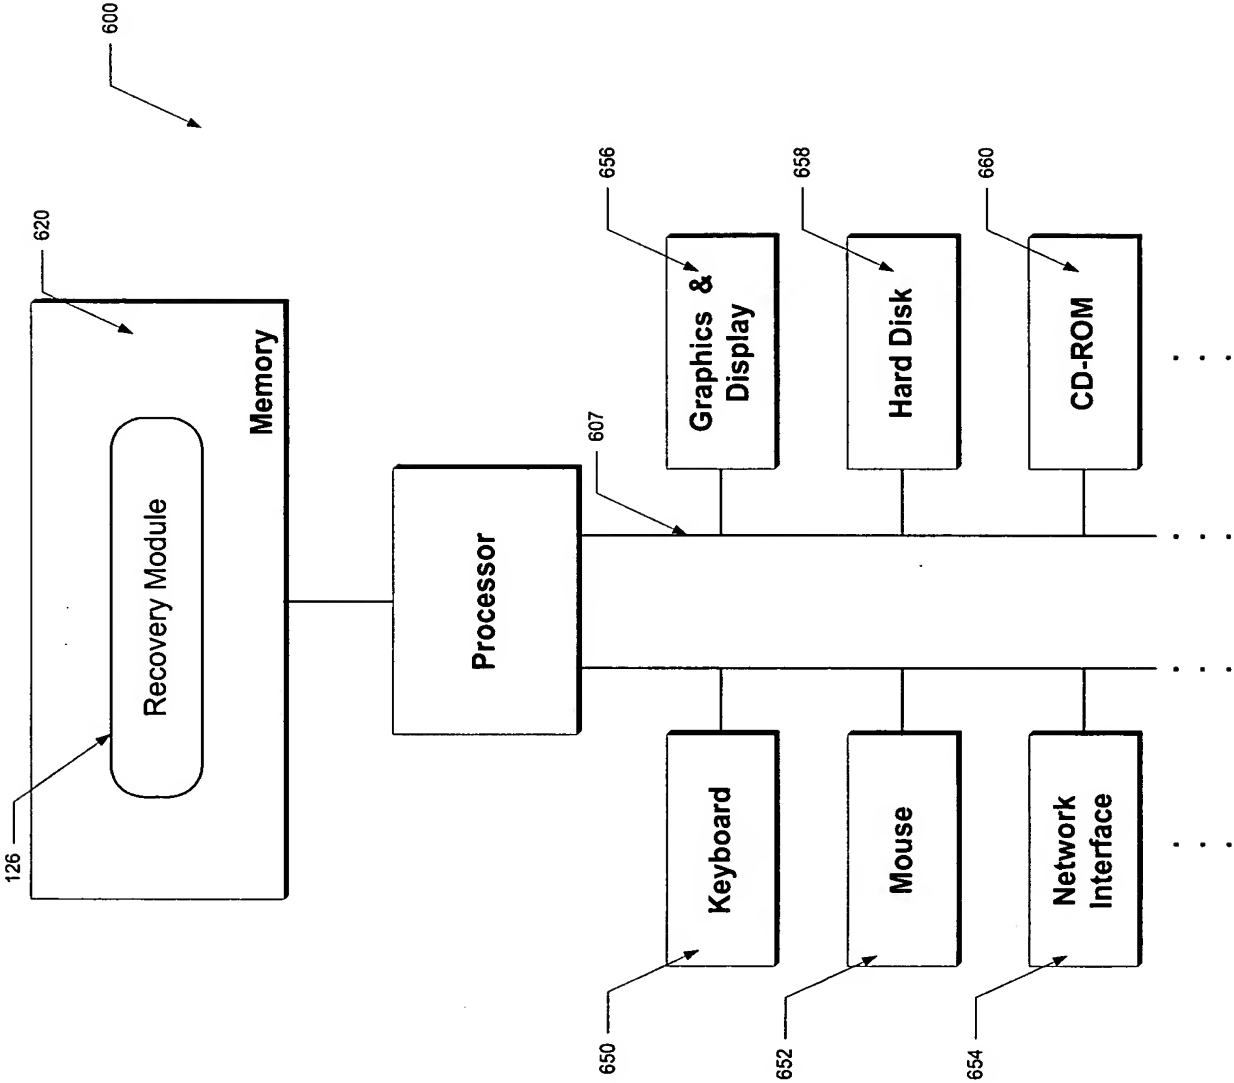 600
620
Memory
Recovery Module
126
Processor
607
656
Graphics &
Display
658
Hard Disk
660
CD-ROM
. . .
. . .
Keyboard
650
Mouse
652
Network
Interface
654
. . .
. . .